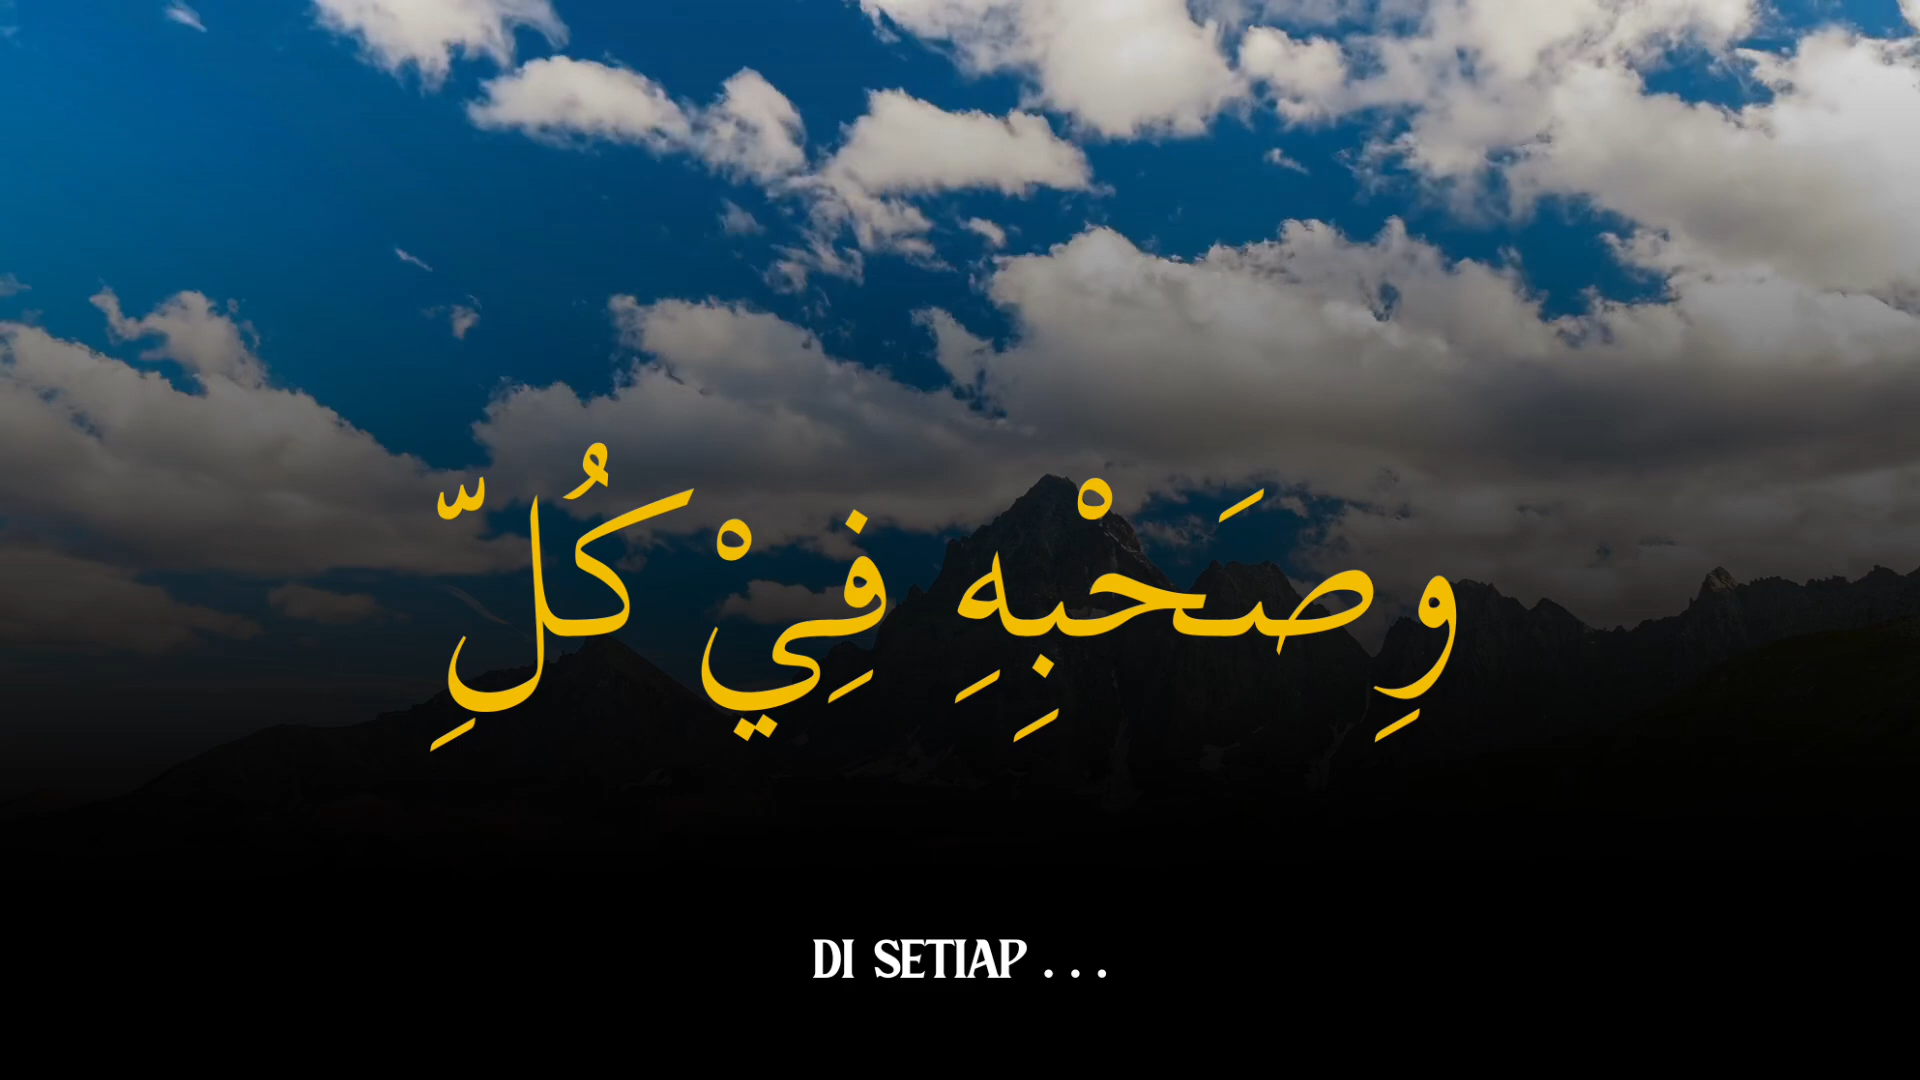 وِصَحْبِهِ فِيْ كُلِّ
DI SETIAP . . .